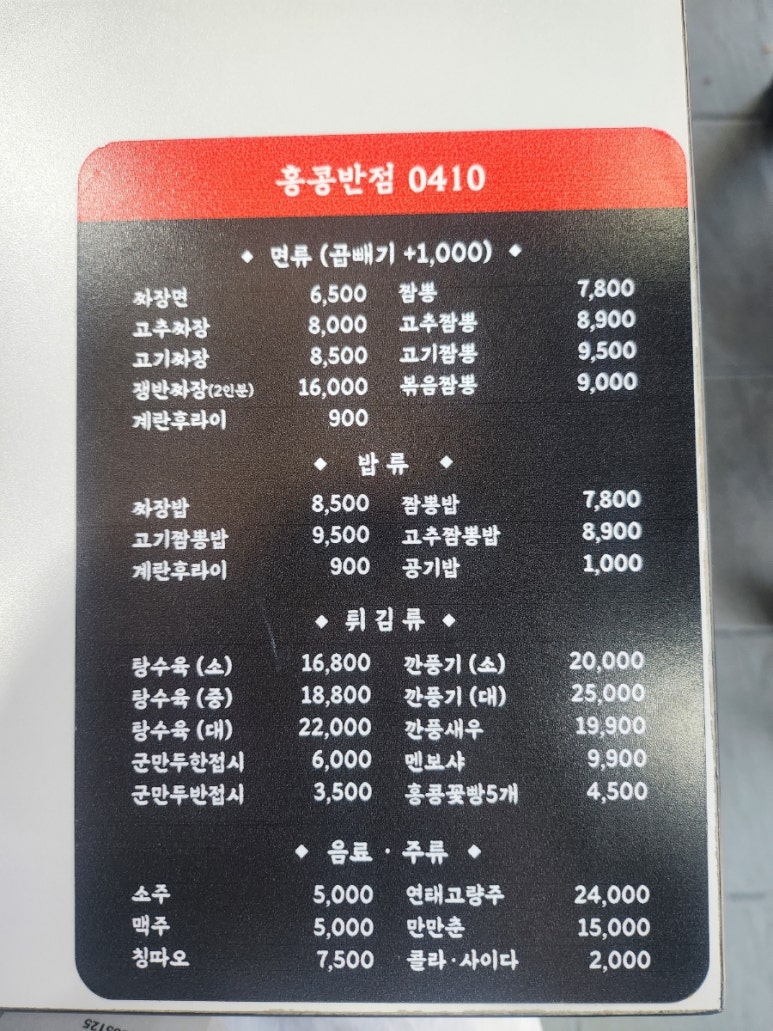 홍콩반점 0410
◆ 면류 (곱빼기 +1,000) ◆
짜장면 6,500 짬뽕 7,800
고추짜장 8,000 고추짬뽕 8,900
고기짜장 8,500 고기짬뽕 9,500
쟁반짜장(2인분) 16,000 볶음짬뽕 9,000
계란후라이 900
◆ 밥류 ◆
짜장밥 8,500 짬뽕밥 7,800
고기짬뽕밥 9,500 고추짬뽕밥 8,900
계란후라이 900 공기밥 1,000
◆ 튀김류 ◆
탕수육 (소) 16,800 깐풍기 (소) 20,000
탕수육 (중) 18,800 깐풍기 (대) 25,000
탕수육 (대) 22,000 깐풍새우 19,900
군만두한접시 6,000 멘보샤 9,900
군만두반접시 3,500 홍콩꽃빵5개 4,500
◆ 음료 · 주류 ◆
소주 5,000 연태고량주 24,000
맥주 5,000 만만춘 15,000
칭따오 7,500 콜라·사이다 2,000